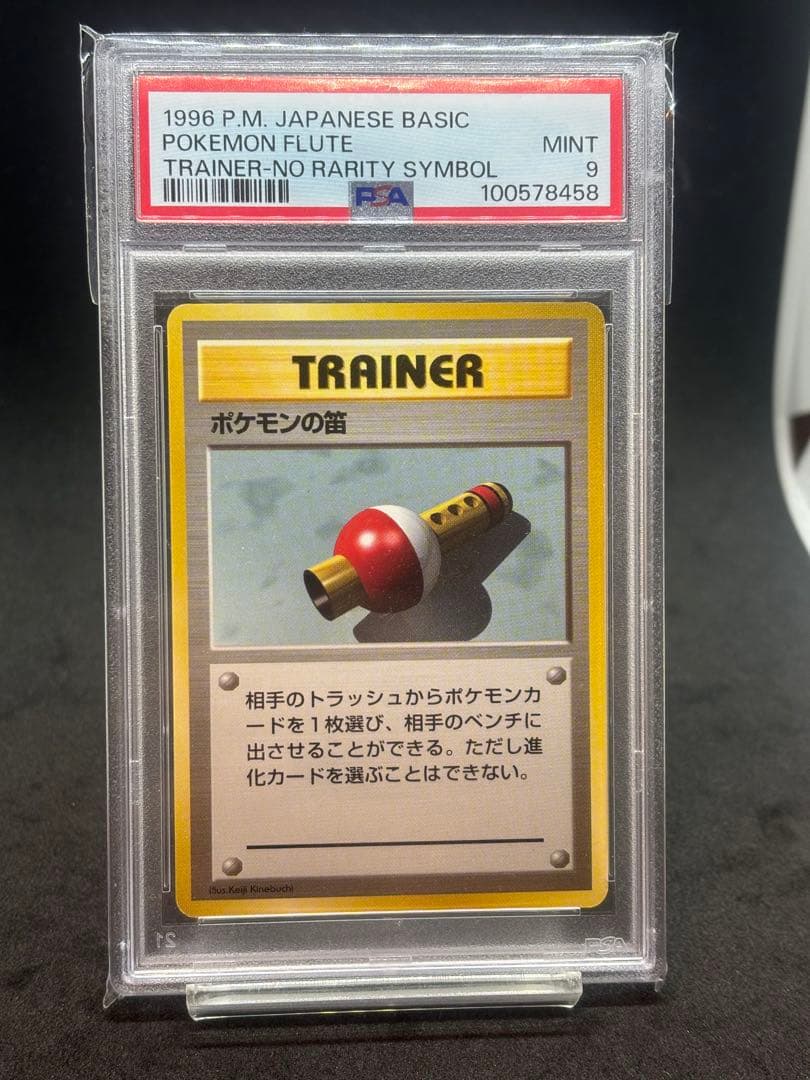 1996 P.M. JAPANESE BASIC
POKEMON FLUTE MINT
TRAINER-NO RARITY SYMBOL 9
PSA 100578458
TRAINER
ポケモンの笛
相手のトラッシュからポケモンカ
ードを1枚選び、相手のベンチに
出させることができる。ただし進
化カードを選ぶことはできない。
Illus. Keiji Kinebuchi
21
PSA